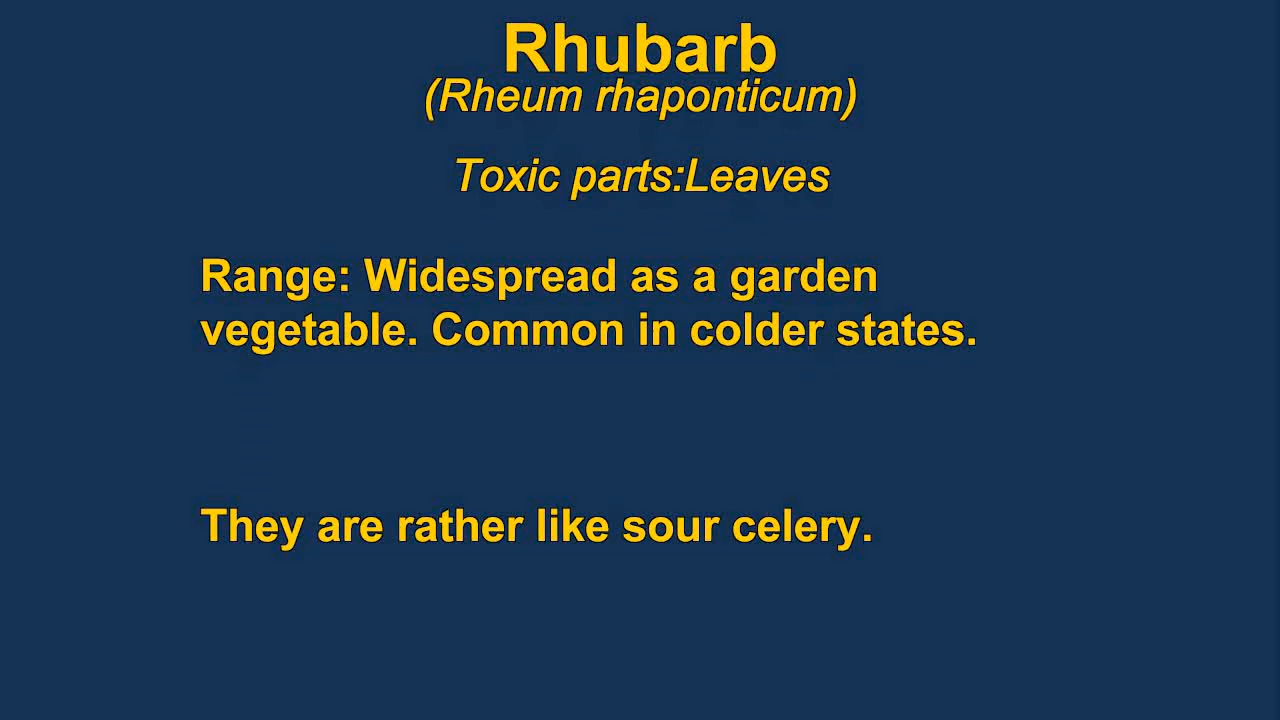 Rhubarb
(Rheum rhaponticum)
Toxic parts:Leaves
Range: Widespread as a garden
vegetable. Common in colder states.
They are rather like sour celery.